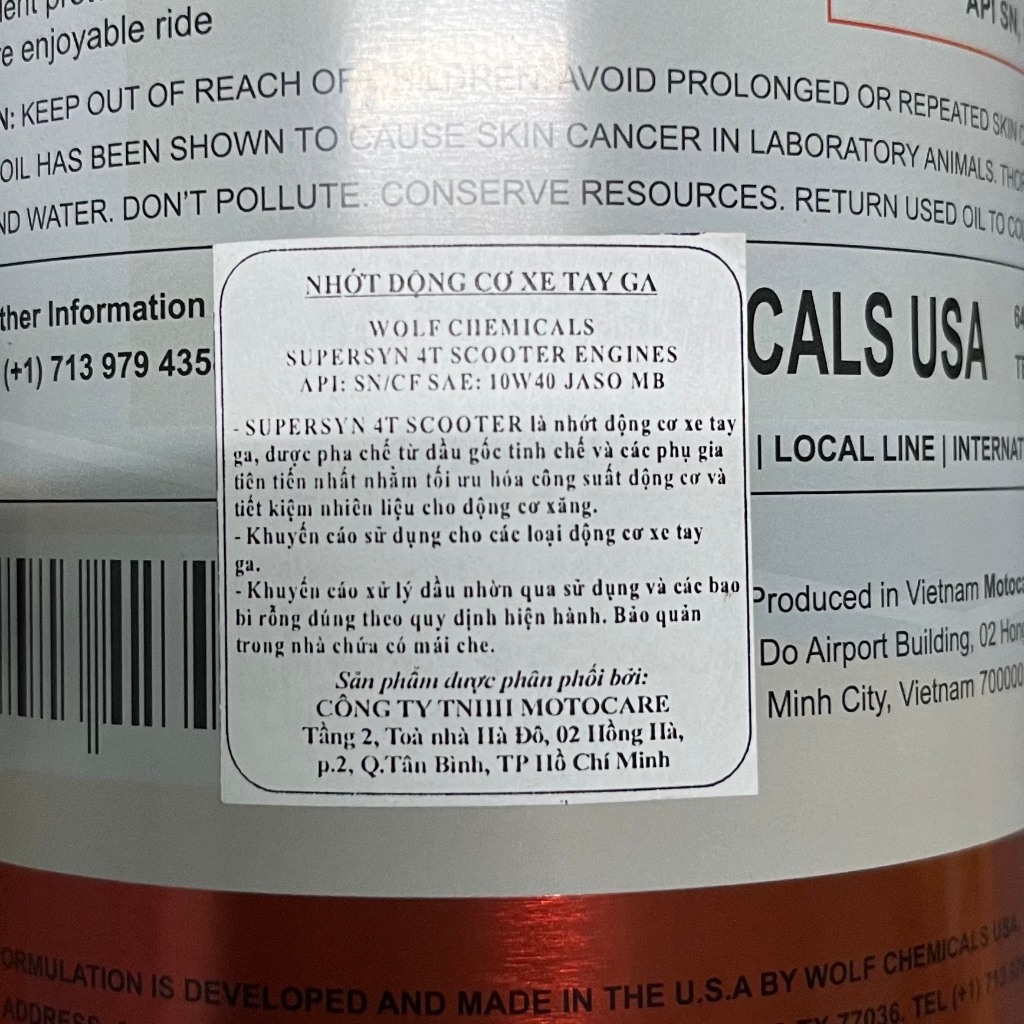 re enjoyable ride
API SN,
N: KEEP OUT OF REACH OF CHILDREN. AVOID PROLONGED OR REPEATED SKIN
OIL HAS BEEN SHOWN TO CAUSE SKIN CANCER IN LABORATORY ANIMALS.
ND WATER. DON'T POLLUTE. CONSERVE RESOURCES. RETURN USED OIL TO
ther Information
(+1) 713 979 435
CALS USA
| LOCAL LINE | INTERNAT
NHỚT ĐỘNG CƠ XE TAY GA
WOLF CHEMICALS
SUPERSYN 4T SCOOTER ENGINES
API: SN/CF SAE: 10W40 JASO MB
- SUPERSYN 4T SCOOTER là nhớt động cơ xe tay
ga, được pha chế từ dầu gốc tinh chế và các phụ gia
tiên tiến nhất nhằm tối ưu hóa công suất động cơ và
tiết kiệm nhiên liệu cho động cơ xăng.
- Khuyến cáo sử dụng cho các loại động cơ xe tay
ga.
- Khuyến cáo xử lý dầu nhờn qua sử dụng và các bao
bì rỗng đúng theo quy định hiện hành. Bảo quản
trong nhà chứa có mái che.
Sản phẩm được phân phối bởi:
CÔNG TY TNHH MOTOCARE
Tầng 2, Toà nhà Hà Đô, 02 Hồng Hà,
p.2, Q.Tân Bình, TP Hồ Chí Minh
Produced in Vietnam Motoca
Do Airport Building, 02 Hon
Minh City, Vietnam 700000
ORMULATION IS DEVELOPED AND MADE IN THE U.S.A BY WOLF CHEMICALS USA.
ADDRESS
77036. TEL (+1) 713